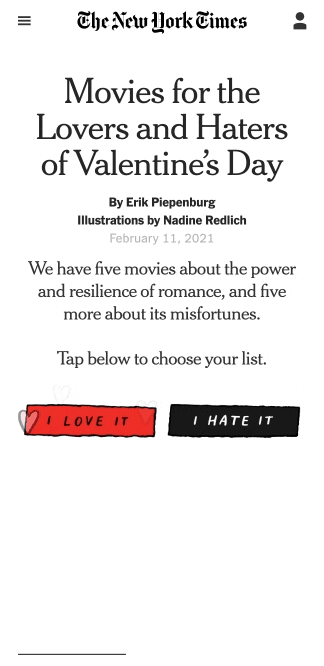 The New York Times
Movies for the
Lovers and Haters
of Valentine's Day
By Erik Piepenburg
Illustrations by Nadine Redlich
February 11, 2021
We have five movies about the power
and resilience of romance, and five
more about its misfortunes.
Tap below to choose your list.
I LOVE IT
I HATE IT